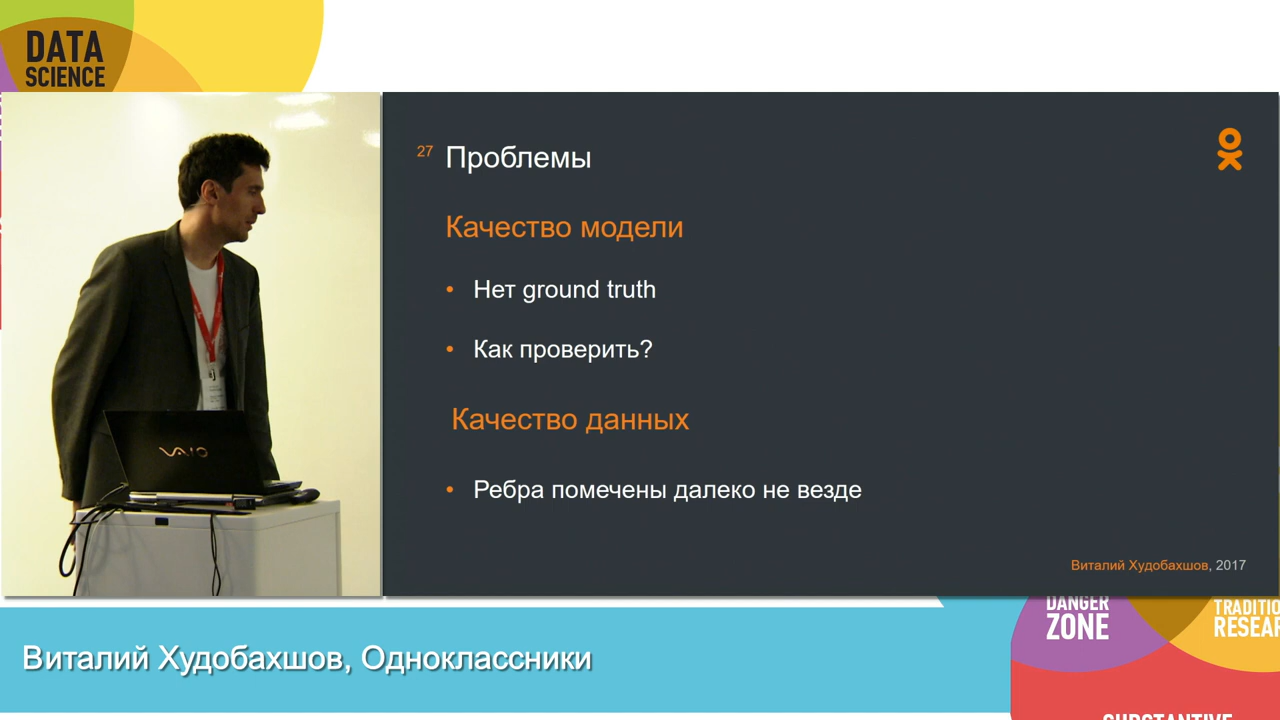 DATA
SCIENCE
27
Проблемы
Качество модели
• Нет ground truth
• Как проверить?
Качество данных
• Ребра помечены далеко не везде
Виталий Худобахшов, 2017
VAIO
DANGER
ZONE
TRADITIO
RESEAR
SUBSTANTIVE
Виталий Худобахшов, Одноклассники